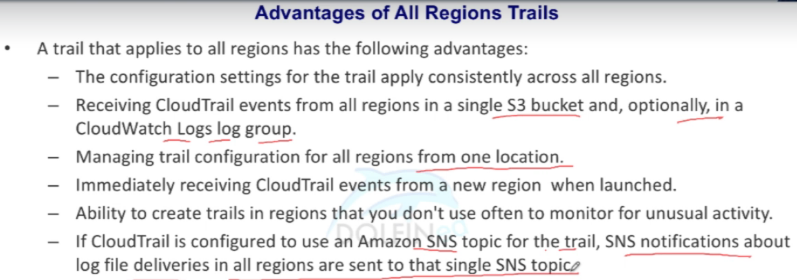 Advantages of All Regions Trails
• A trail that applies to all regions has the following advantages:
– The configuration settings for the trail apply consistently across all regions.
– Receiving CloudTrail events from all regions in a single S3 bucket and, optionally, in a
CloudWatch Logs log group.
– Managing trail configuration for all regions from one location.
– Immediately receiving CloudTrail events from a new region when launched.
– Ability to create trails in regions that you don't use often to monitor for unusual activity.
– If CloudTrail is configured to use an Amazon SNS topic for the trail, SNS notifications about
log file deliveries in all regions are sent to that single SNS topic